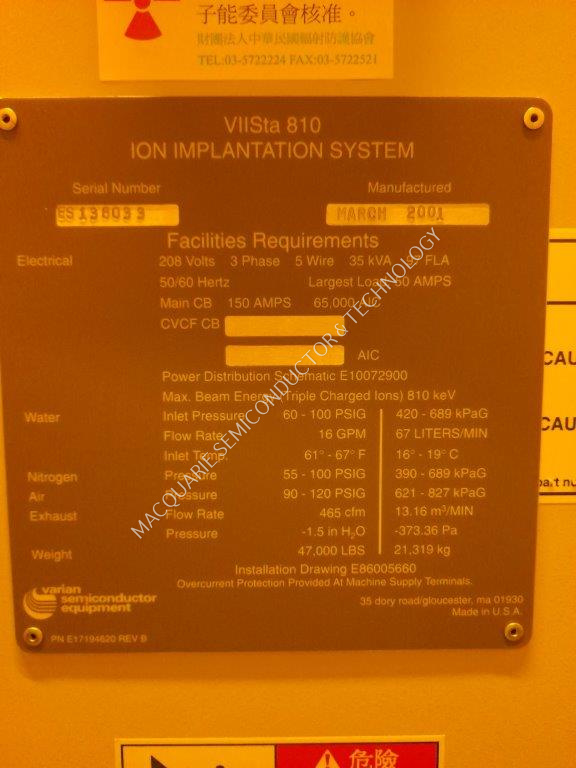 子能委員會核准。
財團法人中華民國輻射防護協會
TEL:03-5722224 FAX:03-5722521
VIISta 810
ION IMPLANTATION SYSTEM
Serial Number Manufactured
ES136033 MARCH 2001
Facilities Requirements
Electrical 208 Volts 3 Phase 5 Wire 35 kVA FLA
50/60 Hertz Largest Load 50 AMPS
Main CB 150 AMPS 65,000 AIC
CVCF CB
AIC
Power Distribution Schematic E10072900
Max. Beam Energy (Triple Charged Ions) 810 keV
Water Inlet Pressure 60 - 100 PSIG 420 - 689 kPaG
Flow Rate 16 GPM 67 LITERS/MIN
Inlet Temp. 61° - 67° F 16° - 19° C
Nitrogen Pressure 55 - 100 PSIG 390 - 689 kPaG
Air Pressure 90 - 120 PSIG 621 - 827 kPaG
Exhaust Flow Rate 465 cfm 13.16 m³/MIN
Pressure -1.5 in H₂O -373.36 Pa
Weight 47,000 LBS 21,319 kg
Installation Drawing E86005660
Overcurrent Protection Provided At Machine Supply Terminals.
varian
semiconductor
equipment
35 dory road/gloucester, ma 01930
Made in U.S.A.
PN E17194620 REV B
MACQUARIE SEMICONDUCTOR & TECHNOLOGY
CAU
CAU
part nu
危險